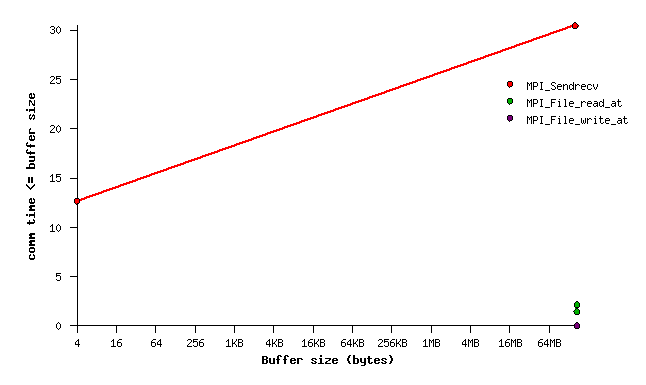 30
25
20
15
10
5
0
comm time <= buffer size
MPI_Sendrecv
MPI_File_read_at
MPI_File_write_at
4 16 64 256 1KB 4KB 16KB 64KB 256KB 1MB 4MB 16MB 64MB
Buffer size (bytes)